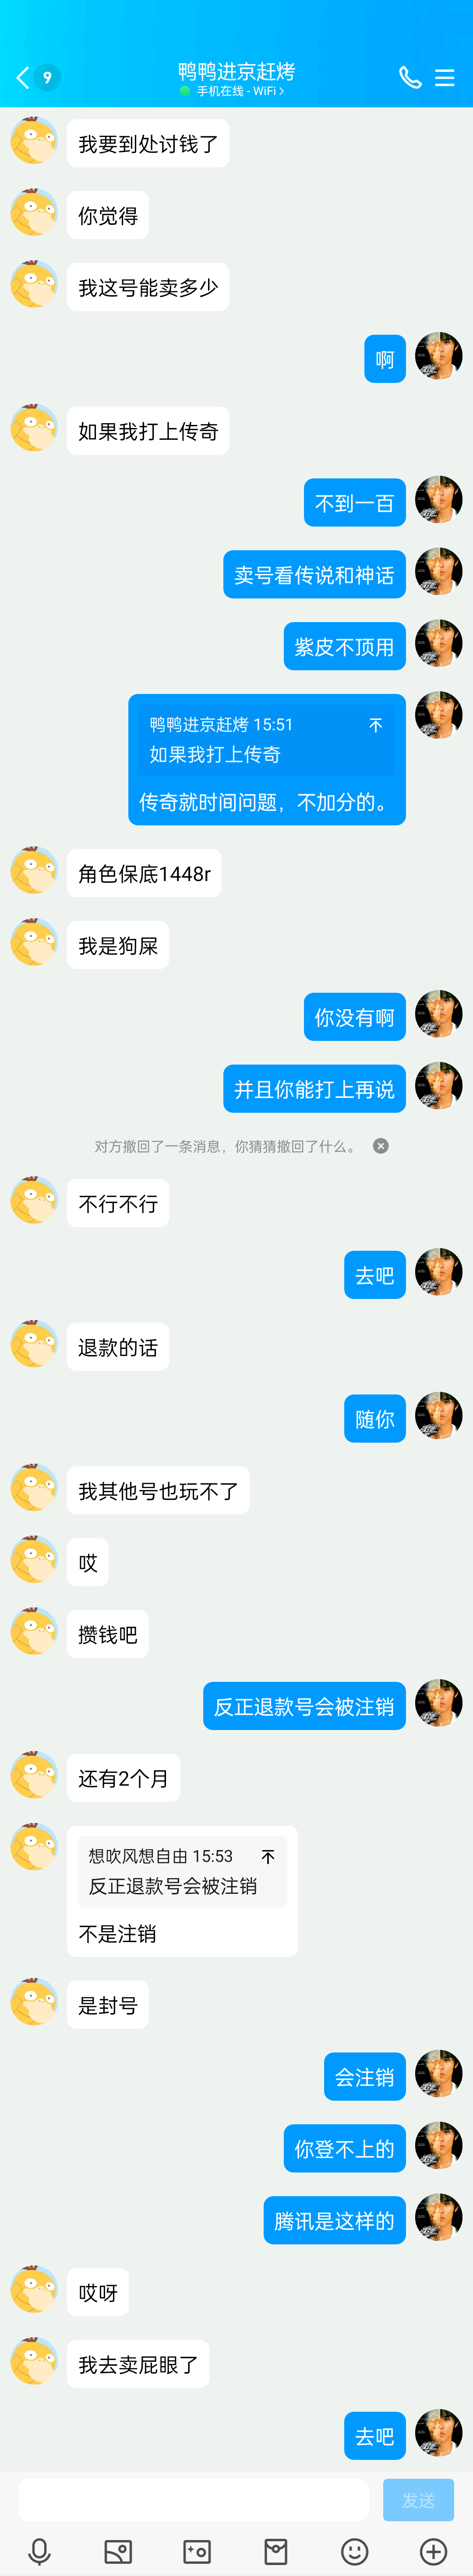 9
鸭鸭进京赶烤
手机在线 - WiFi >
我要到处讨钱了
你觉得
我这号能卖多少
啊
如果我打上传奇
不到一百
卖号看传说和神话
紫皮不顶用
鸭鸭进京赶烤 15:51
如果我打上传奇
传奇就时间问题，不加分的。
角色保底1448r
我是狗屎
你没有啊
并且你能打上再说
对方撤回了一条消息，你猜猜撤回了什么。
不行不行
去吧
退款的话
随你
我其他号也玩不了
哎
攒钱吧
反正退款号会被注销
还有2个月
想吹风想自由 15:53
反正退款号会被注销
不是注销
是封号
会注销
你登不上的
腾讯是这样的
哎呀
我去卖屁眼了
去吧
发送